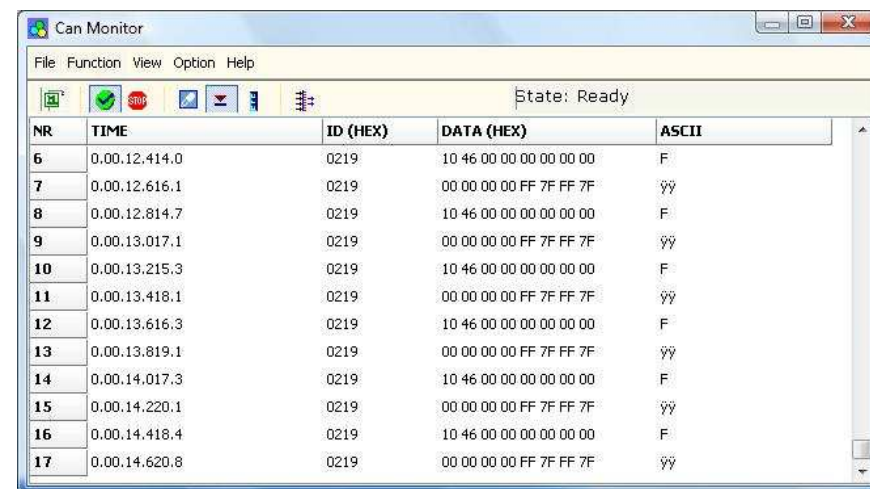 Can Monitor
File Function View Option Help
STOP State: Ready
NR TIME ID (HEX) DATA (HEX) ASCII
6 0.00.12.414.0 0219 10 46 00 00 00 00 00 00 F
7 0.00.12.616.1 0219 00 00 00 00 FF 7F FF 7F ÿÿ
8 0.00.12.814.7 0219 10 46 00 00 00 00 00 00 F
9 0.00.13.017.1 0219 00 00 00 00 FF 7F FF 7F ÿÿ
10 0.00.13.215.3 0219 10 46 00 00 00 00 00 00 F
11 0.00.13.418.1 0219 00 00 00 00 FF 7F FF 7F ÿÿ
12 0.00.13.616.3 0219 10 46 00 00 00 00 00 00 F
13 0.00.13.819.1 0219 00 00 00 00 FF 7F FF 7F ÿÿ
14 0.00.14.017.3 0219 10 46 00 00 00 00 00 00 F
15 0.00.14.220.1 0219 00 00 00 00 FF 7F FF 7F ÿÿ
16 0.00.14.418.4 0219 10 46 00 00 00 00 00 00 F
17 0.00.14.620.8 0219 00 00 00 00 FF 7F FF 7F ÿÿ